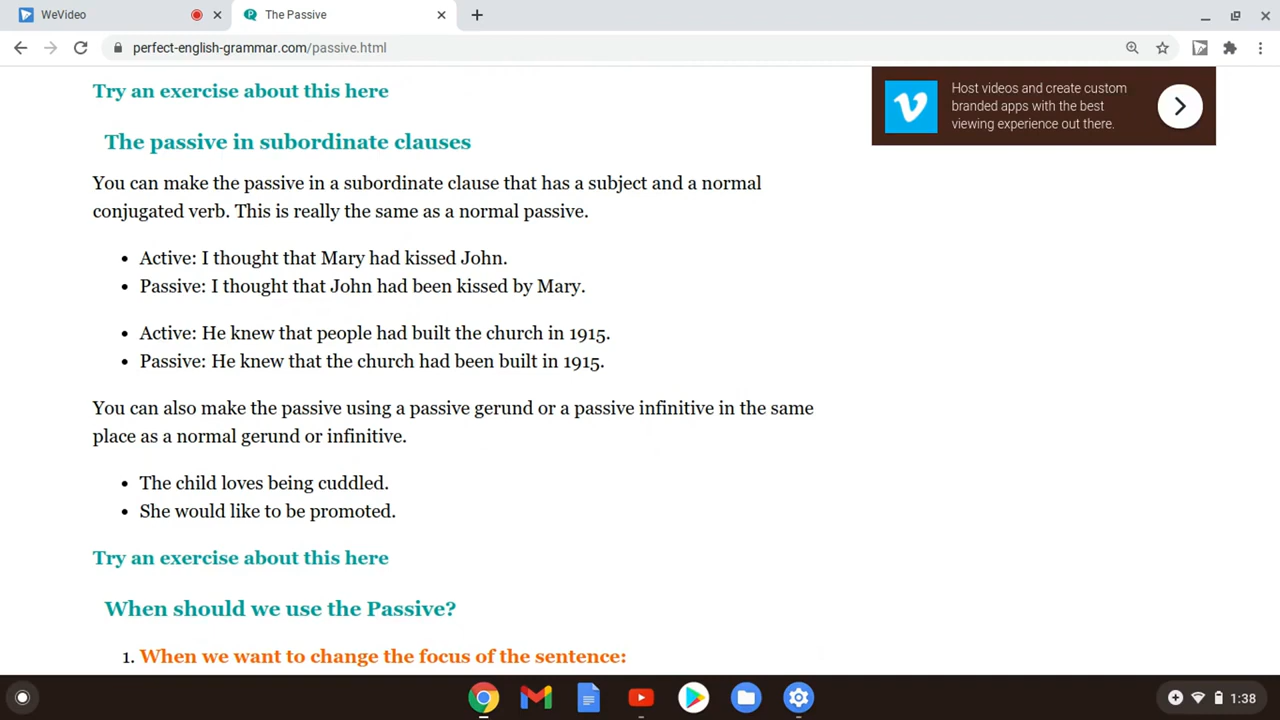 WeVideo
The Passive
perfect-english-grammar.com/passive.html
Try an exercise about this here
Host videos and create custom
branded apps with the best
viewing experience out there.
The passive in subordinate clauses
You can make the passive in a subordinate clause that has a subject and a normal
conjugated verb. This is really the same as a normal passive.
• Active: I thought that Mary had kissed John.
• Passive: I thought that John had been kissed by Mary.
• Active: He knew that people had built the church in 1915.
• Passive: He knew that the church had been built in 1915.
You can also make the passive using a passive gerund or a passive infinitive in the same
place as a normal gerund or infinitive.
• The child loves being cuddled.
• She would like to be promoted.
Try an exercise about this here
When should we use the Passive?
1. When we want to change the focus of the sentence:
1:38